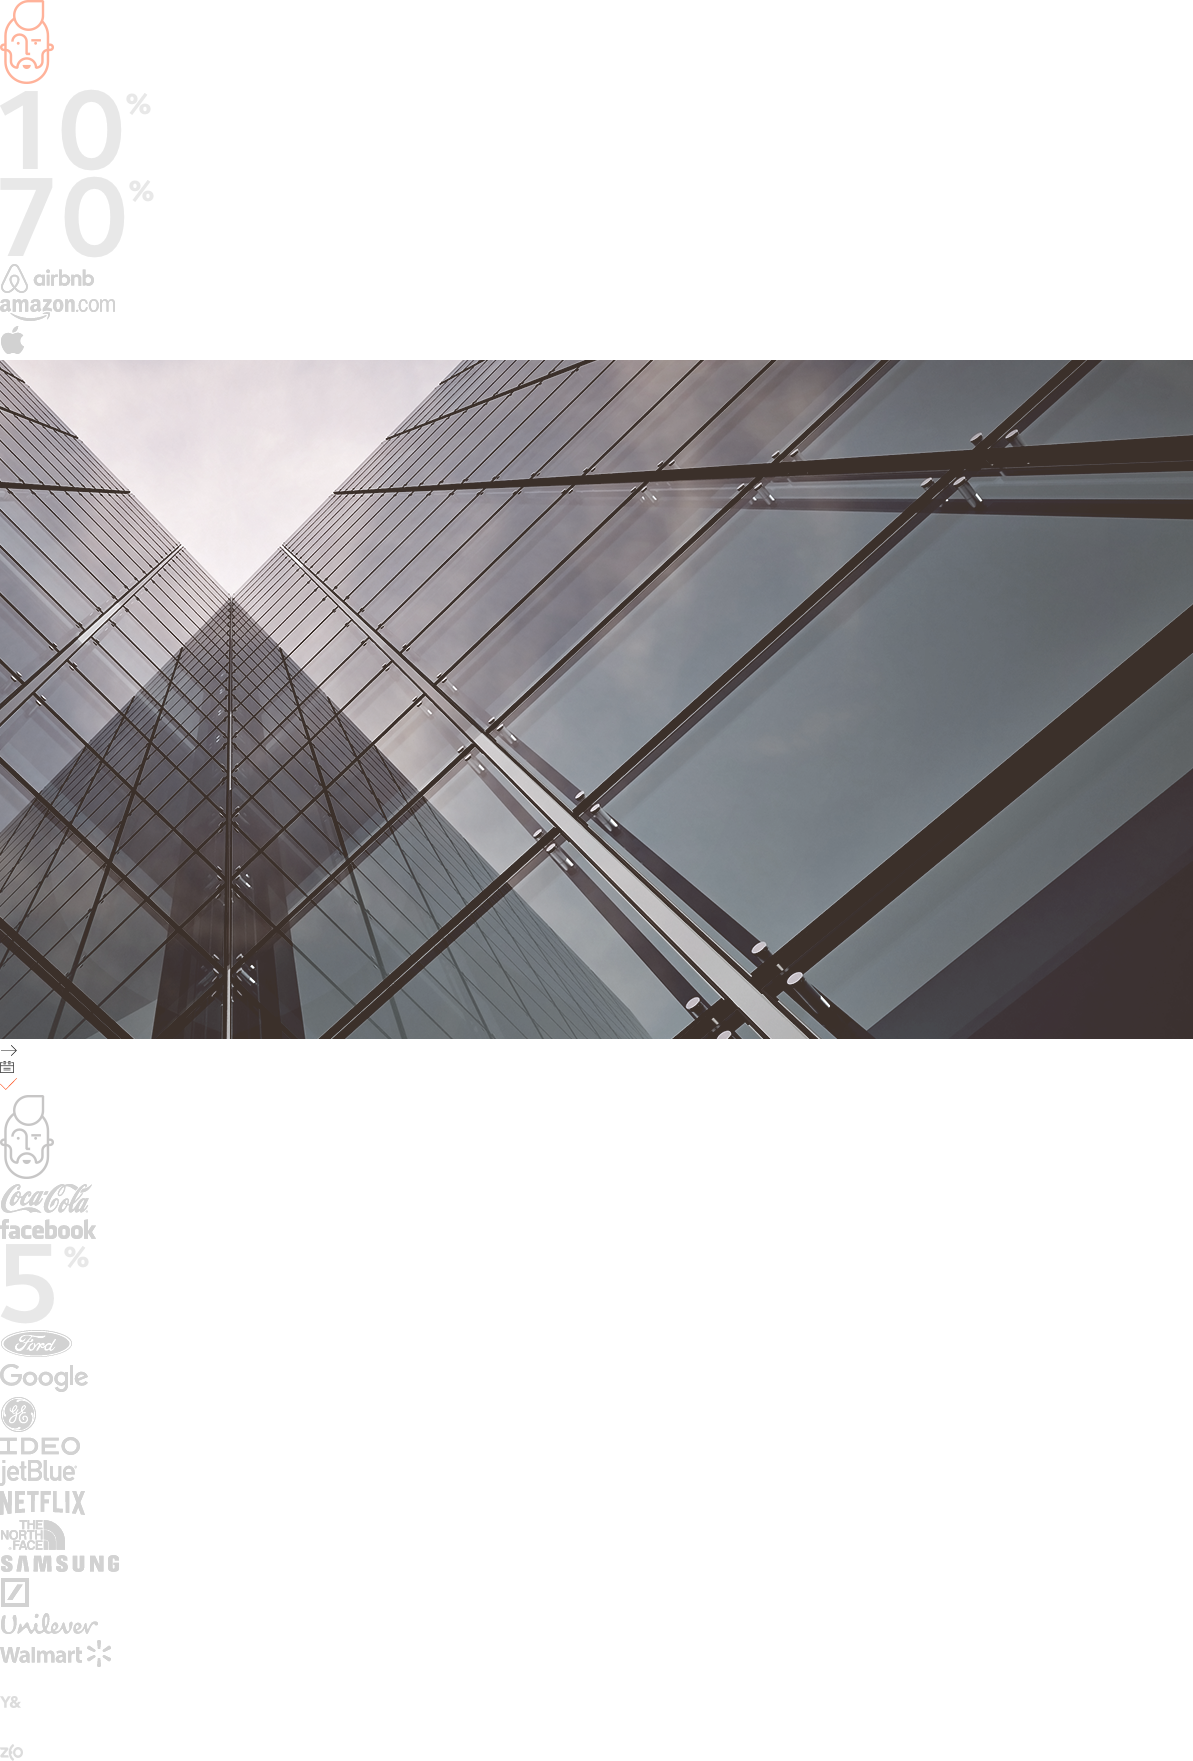 10%
70%
airbnb
amazon.com
Coca-Cola
facebook
5%
Ford
Google
GE
IDEO
jetBlue
NETFLIX
THE
NORTH
FACE
SAMSUNG
Unilever
Walmart
Y&
z(o